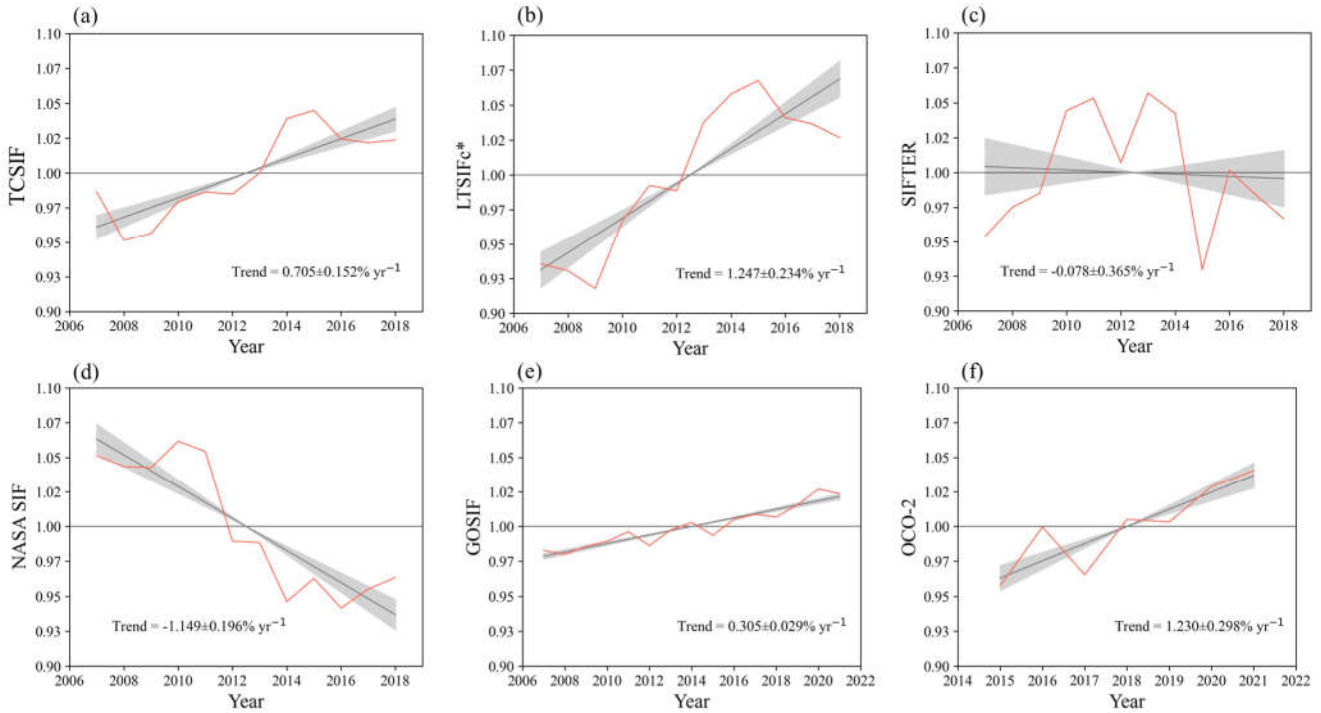 (a)
1.10
1.07
1.05
1.02
1.00
0.97
0.95
0.93
0.90
TCSIF
Trend = 0.705±0.152% yr⁻¹
2006 2008 2010 2012 2014 2016 2018
Year
(b)
1.10
1.07
1.05
1.02
1.00
0.97
0.95
0.93
0.90
LTSIFc*
Trend = 1.247±0.234% yr⁻¹
2006 2008 2010 2012 2014 2016 2018
Year
(c)
1.10
1.07
1.05
1.02
1.00
0.97
0.95
0.93
0.90
SIFTER
Trend = -0.078±0.365% yr⁻¹
2006 2008 2010 2012 2014 2016 2018
Year
(d)
1.10
1.07
1.05
1.02
1.00
0.97
0.95
0.93
0.90
NASA SIF
Trend = -1.149±0.196% yr⁻¹
2006 2008 2010 2012 2014 2016 2018
Year
(e)
1.10
1.07
1.05
1.02
1.00
0.97
0.95
0.93
0.90
GOSIF
Trend = 0.305±0.029% yr⁻¹
2006 2008 2010 2012 2014 2016 2018 2020 2022
Year
(f)
1.10
1.07
1.05
1.02
1.00
0.97
0.95
0.93
0.90
OCO-2
Trend = 1.230±0.298% yr⁻¹
2014 2015 2016 2017 2018 2019 2020 2021 2022
Year